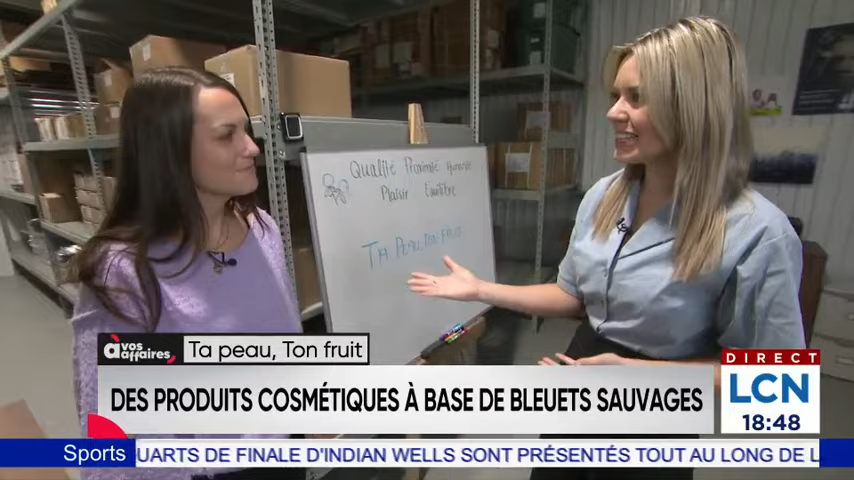 Qualité Proximité Humanité
Plaisir Équilibre
TA PEAU, TON FRUIT
à vos affaires
Ta peau, Ton fruit
DES PRODUITS COSMÉTIQUES À BASE DE BLEUETS SAUVAGES
DIRECT
LCN
18:48
Sports
UARTS DE FINALE D'INDIAN WELLS SONT PRÉSENTÉS TOUT AU LONG DE L